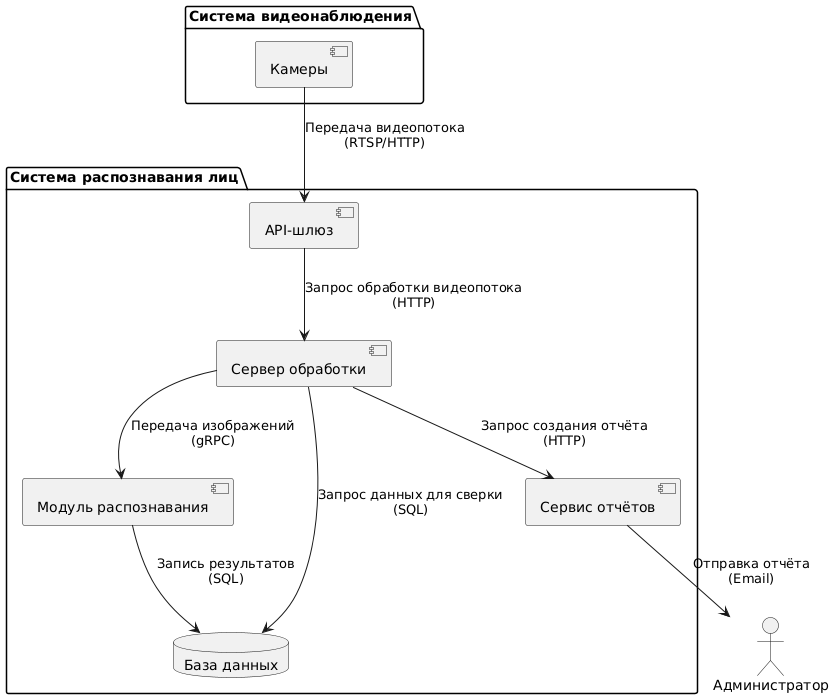 Система видеонаблюдения
Камеры
Передача видеопотока
(RTSP/HTTP)
Система распознавания лиц
API-шлюз
Запрос обработки видеопотока
(HTTP)
Сервер обработки
Передача изображений
(gRPC)
Запрос создания отчёта
(HTTP)
Модуль распознавания
Запрос данных для сверки
(SQL)
Сервис отчётов
Запись результатов
(SQL)
Отправка отчёта
(Email)
База данных
Администратор